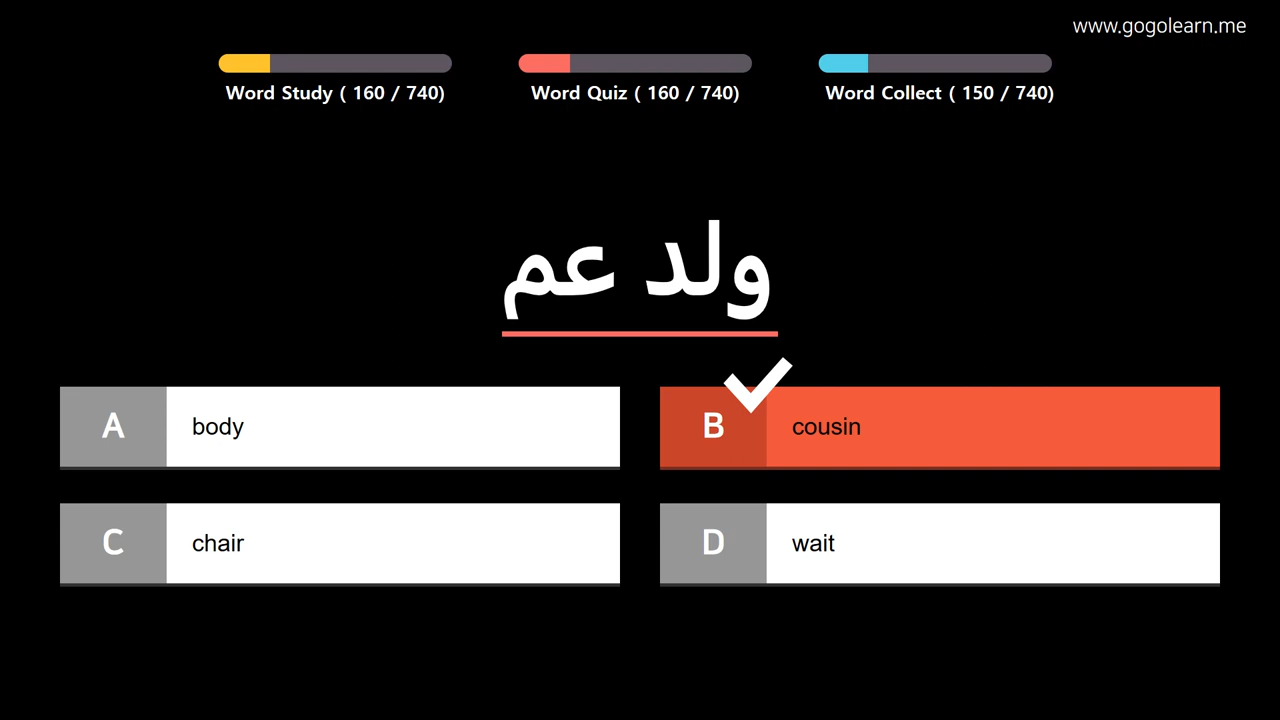 www.gogolearn.me
Word Study ( 160 / 740)
Word Quiz ( 160 / 740)
Word Collect ( 150 / 740)
ولد عم
A
body
B
cousin
C
chair
D
wait